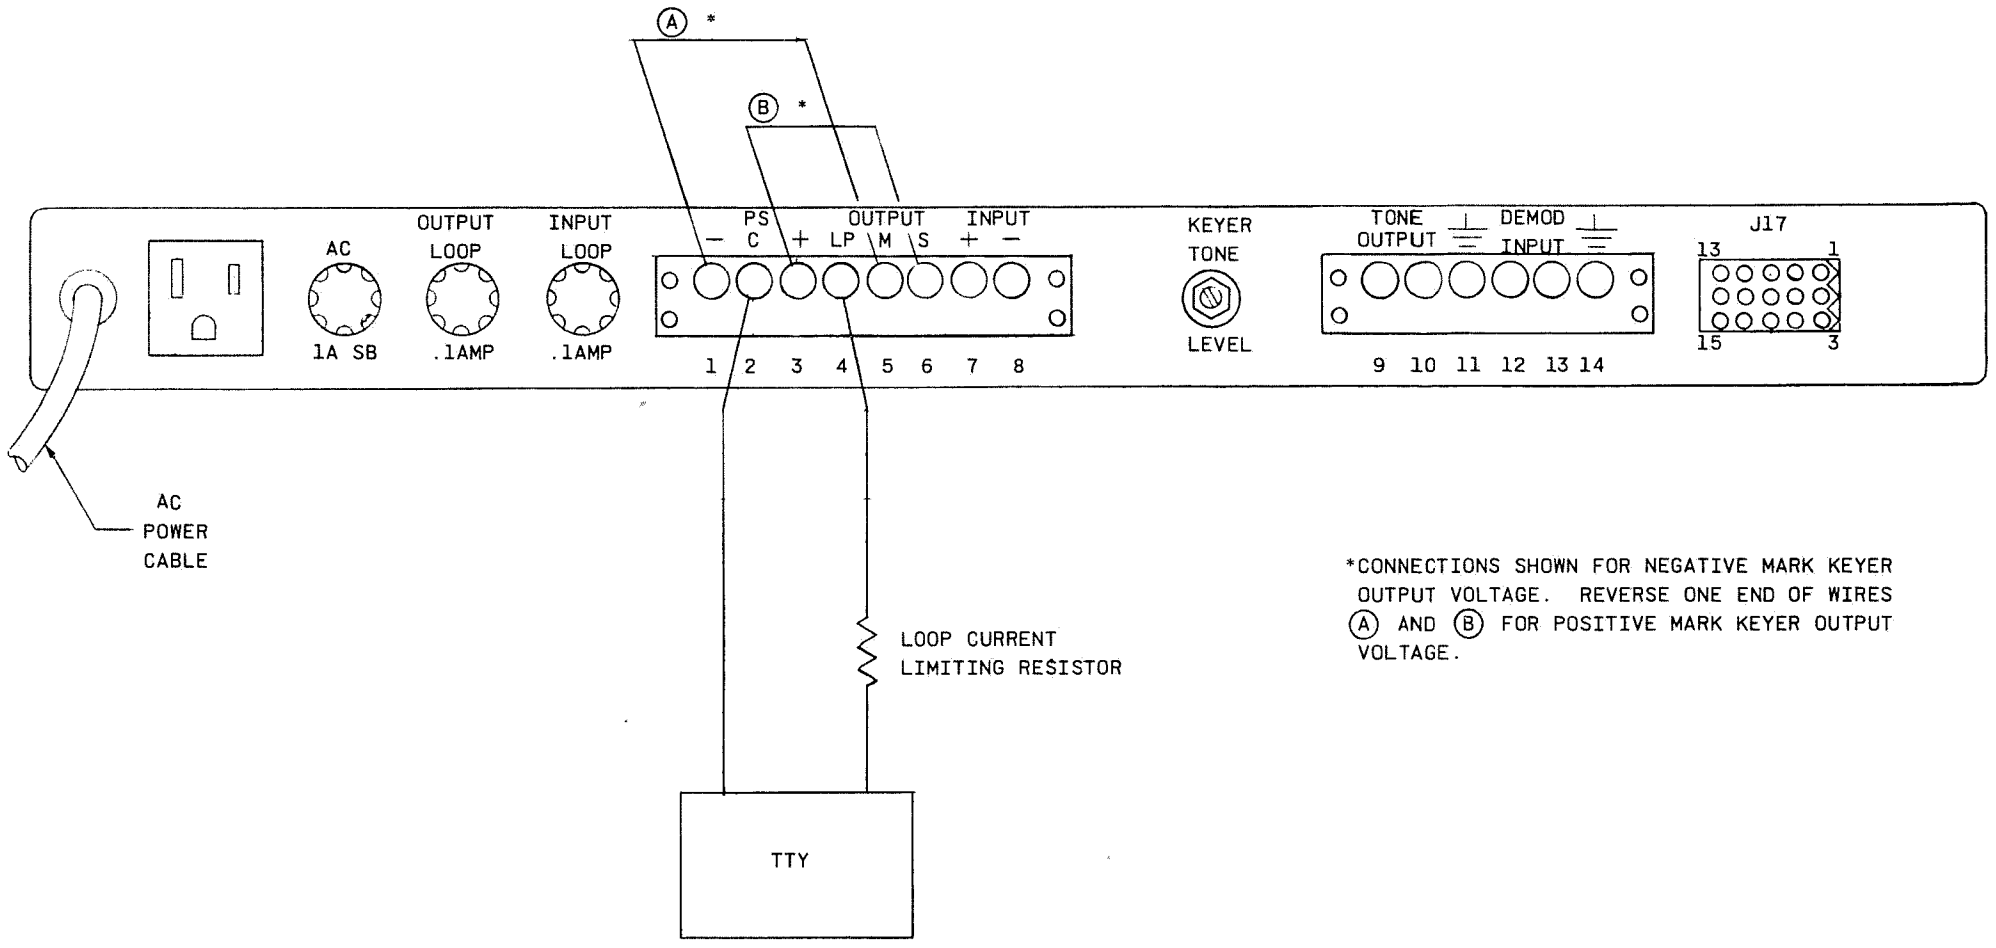 A *
B *
PS OUTPUT INPUT
- C + LP M S + -
OUTPUT
LOOP
INPUT
LOOP
AC
1A SB
.1AMP
.1AMP
1 2 3 4 5 6 7 8
KEYER
TONE
LEVEL
TONE
OUTPUT
DEMOD
INPUT
9 10 11 12 13 14
J17
13 1
15 3
AC
POWER
CABLE
LOOP CURRENT
LIMITING RESISTOR
TTY
*CONNECTIONS SHOWN FOR NEGATIVE MARK KEYER
OUTPUT VOLTAGE. REVERSE ONE END OF WIRES
A AND B FOR POSITIVE MARK KEYER OUTPUT
VOLTAGE.